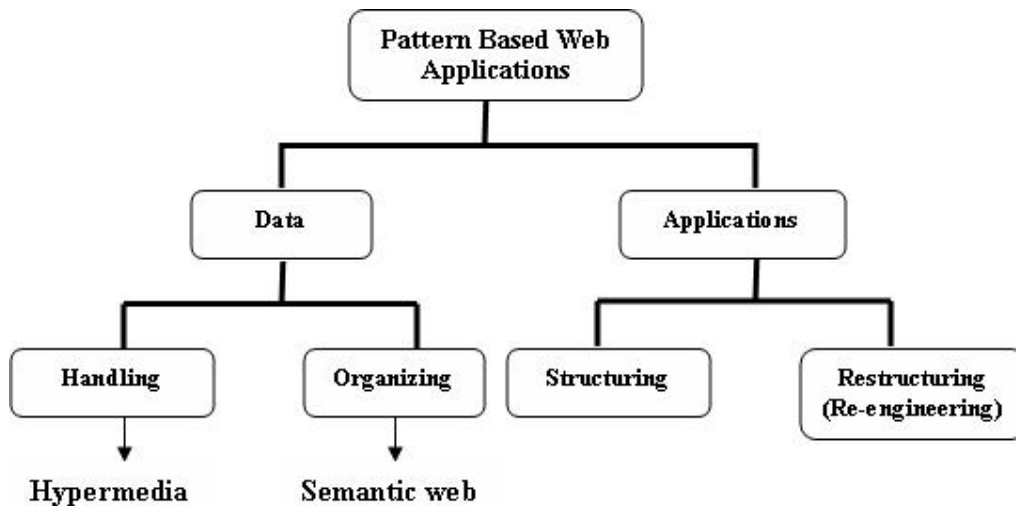 Pattern Based Web
Applications
Data
Applications
Handling
Organizing
Structuring
Restructuring
(Re-engineering)
Hypermedia
Semantic web